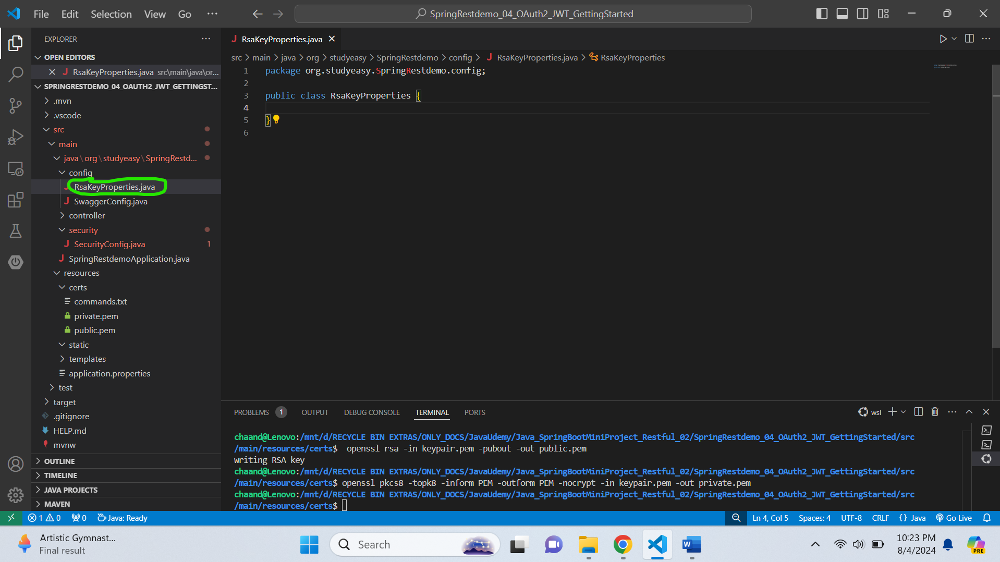 File Edit Selection View Go ···
SpringRestdemo_04_OAuth2_JWT_GettingStarted
EXPLORER
OPEN EDITORS
RsaKeyProperties.java src\main\java\or...
SPRINGRESTDEMO_04_OAUTH2_JWT_GETTINGST...
.mvn
.vscode
src
main
java\org\studyeasy\SpringRestd...
config
RsaKeyProperties.java
SwaggerConfig.java
controller
security
SecurityConfig.java 1
SpringRestdemoApplication.java
resources
certs
commands.txt
private.pem
public.pem
static
templates
application.properties
test
target
.gitignore
HELP.md
mvnw
OUTLINE
TIMELINE
JAVA PROJECTS
MAVEN
RsaKeyProperties.java
src > main > java > org > studyeasy > SpringRestdemo > config > RsaKeyProperties.java > RsaKeyProperties
1 package org.studyeasy.SpringRestdemo.config;
2
3 public class RsaKeyProperties {
4
5 }
6
PROBLEMS 1 OUTPUT DEBUG CONSOLE TERMINAL PORTS
wsl
chaand@Lenovo:/mnt/d/RECYCLE BIN EXTRAS/ONLY_DOCS/JavaUdemy/Java_SpringBootMiniProject_Restful_02/SpringRestdemo_04_OAuth2_JWT_GettingStarted/src
/main/resources/certs$  openssl rsa -in keypair.pem -pubout -out public.pem
writing RSA key
chaand@Lenovo:/mnt/d/RECYCLE BIN EXTRAS/ONLY_DOCS/JavaUdemy/Java_SpringBootMiniProject_Restful_02/SpringRestdemo_04_OAuth2_JWT_GettingStarted/src
/main/resources/certs$ openssl pkcs8 -topk8 -inform PEM -outform PEM -nocrypt -in keypair.pem -out private.pem
chaand@Lenovo:/mnt/d/RECYCLE BIN EXTRAS/ONLY_DOCS/JavaUdemy/Java_SpringBootMiniProject_Restful_02/SpringRestdemo_04_OAuth2_JWT_GettingStarted/src
/main/resources/certs$
1 0 0 Java: Ready
Ln 4, Col 5 Spaces: 4 UTF-8 CRLF {} Java Go Live
Artistic Gymnast...
Final result
Search
W
10:23 PM
8/4/2024
PRE